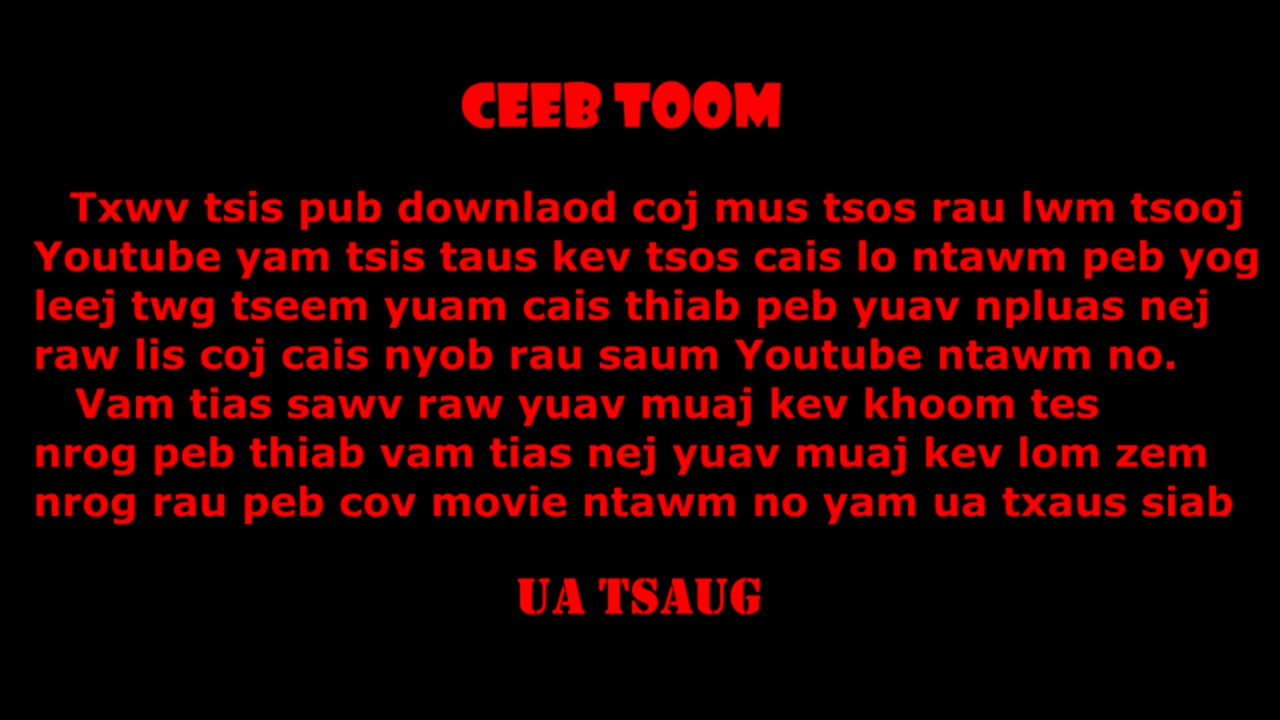 CEEB TOOM
Txwv tsis pub downlaod coj mus tsos rau lwm tsooj
Youtube yam tsis taus kev tsos cais lo ntawm peb yog
leej twg tseem yuam cais thiab peb yuav npluas nej
raw lis coj cais nyob rau saum Youtube ntawm no.
Vam tias sawv raw yuav muaj kev khoom tes
nrog peb thiab vam tias nej yuav muaj kev lom zem
nrog rau peb cov movie ntawm no yam ua txaus siab
UA TSAUG